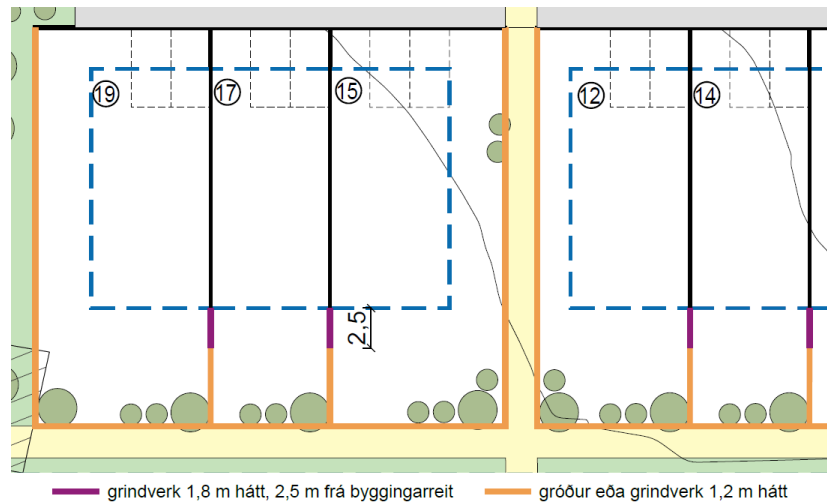 19 17 15 12 14
2,5
grindverk 1,8 m hátt, 2,5 m frá byggingarreit gróður eða grindverk 1,2 m hátt